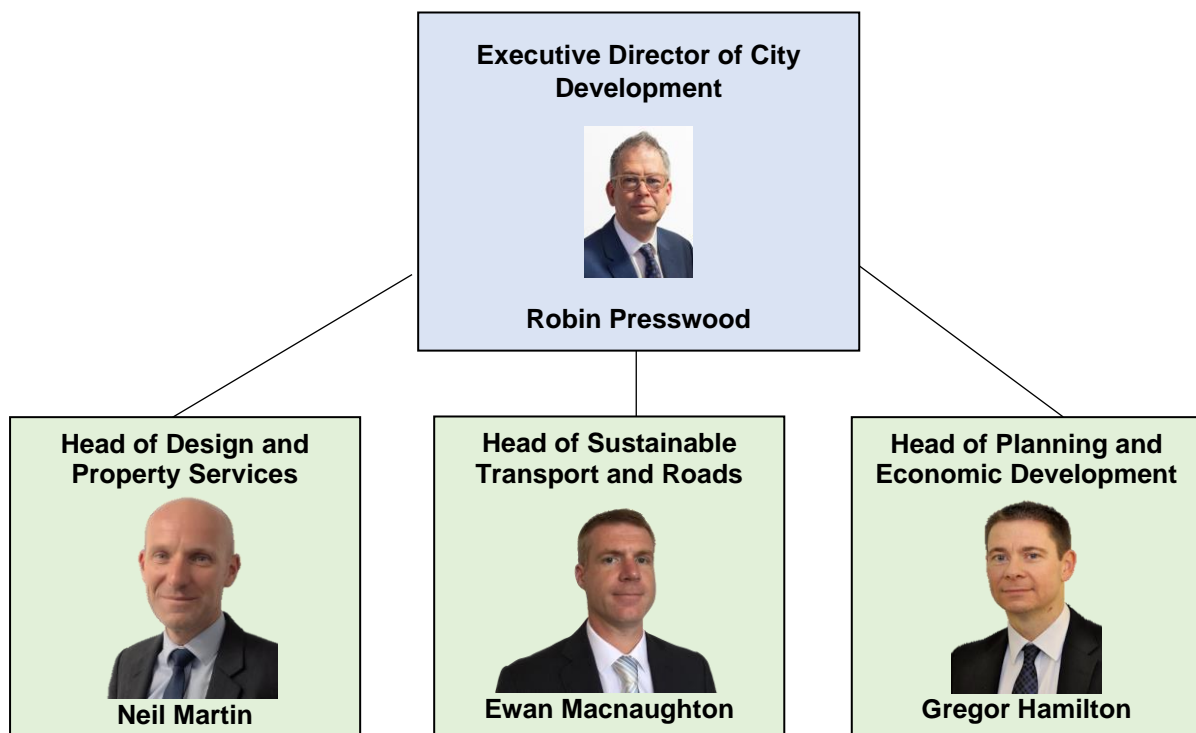 Executive Director of City
Development
Robin Presswood
Head of Design and
Property Services
Neil Martin
Head of Sustainable
Transport and Roads
Ewan Macnaughton
Head of Planning and
Economic Development
Gregor Hamilton